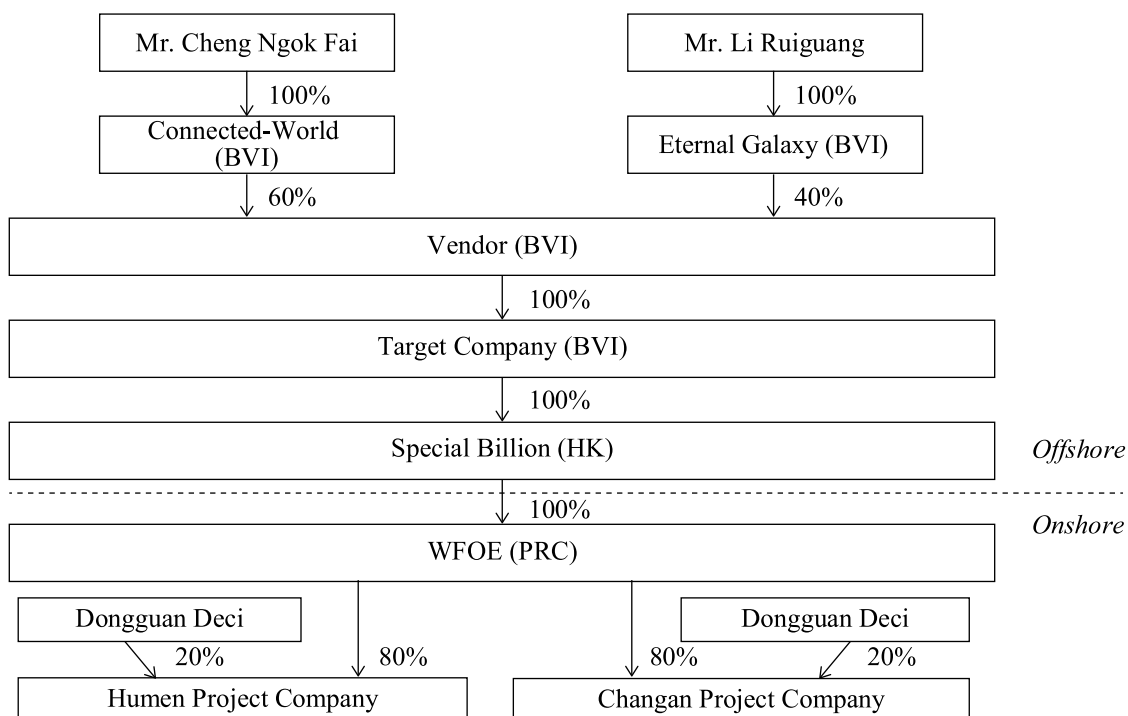 Mr. Cheng Ngok Fai
Mr. Li Ruiguang
100%
100%
Connected-World
(BVI)
Eternal Galaxy (BVI)
60%
40%
Vendor (BVI)
100%
Target Company (BVI)
100%
Special Billion (HK)
Offshore
100%
Onshore
WFOE (PRC)
Dongguan Deci
Dongguan Deci
20%
80%
80%
20%
Humen Project Company
Changan Project Company